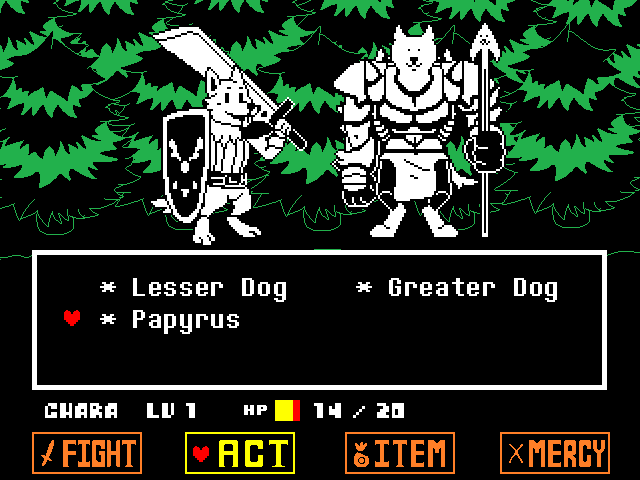 * Lesser Dog * Greater Dog
* Papyrus
CHARA LV 1 HP 14 / 20
FIGHT ACT ITEM MERCY